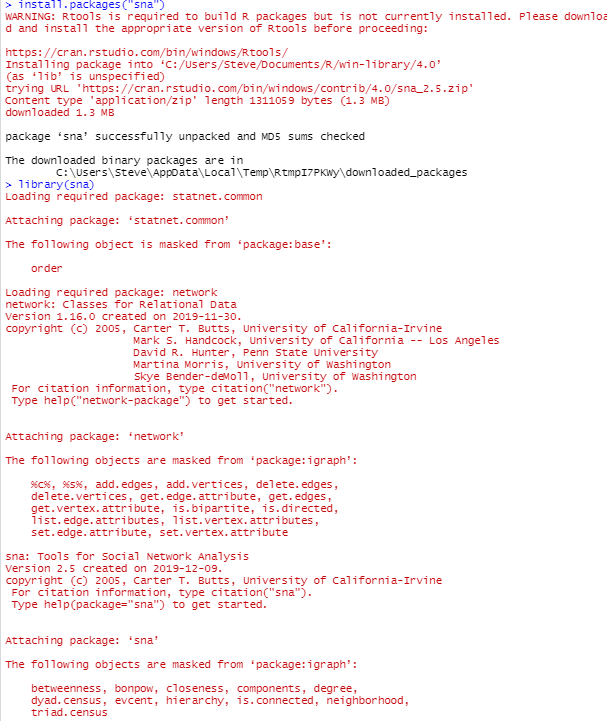 > install.packages("sna")
WARNING: Rtools is required to build R packages but is not currently installed. Please downloa
d and install the appropriate version of Rtools before proceeding:
https://cran.rstudio.com/bin/windows/Rtools/
Installing package into ‘C:/Users/Steve/Documents/R/win-library/4.0’
(as ‘lib’ is unspecified)
trying URL 'https://cran.rstudio.com/bin/windows/contrib/4.0/sna_2.5.zip'
Content type 'application/zip' length 1311059 bytes (1.3 MB)
downloaded 1.3 MB
package ‘sna’ successfully unpacked and MD5 sums checked
The downloaded binary packages are in
C:\Users\Steve\AppData\Local\Temp\RtmpI7PKWy\downloaded_packages
> library(sna)
Loading required package: statnet.common
Attaching package: ‘statnet.common’
The following object is masked from ‘package:base’:
order
Loading required package: network
network: Classes for Relational Data
Version 1.16.0 created on 2019-11-30.
copyright (c) 2005, Carter T. Butts, University of California-Irvine
Mark S. Handcock, University of California -- Los Angeles
David R. Hunter, Penn State University
Martina Morris, University of Washington
Skye Bender-deMoll, University of Washington
For citation information, type citation("network").
Type help("network-package") to get started.
Attaching package: ‘network’
The following objects are masked from ‘package:igraph’:
%c%, %s%, add.edges, add.vertices, delete.edges,
delete.vertices, get.edge.attribute, get.edges,
get.vertex.attribute, is.bipartite, is.directed,
list.edge.attributes, list.vertex.attributes,
set.edge.attribute, set.vertex.attribute
sna: Tools for Social Network Analysis
Version 2.5 created on 2019-12-09.
copyright (c) 2005, Carter T. Butts, University of California-Irvine
For citation information, type citation("sna").
Type help(package="sna") to get started.
Attaching package: ‘sna’
The following objects are masked from ‘package:igraph’:
betweenness, bonpow, closeness, components, degree,
dyad.census, evcent, hierarchy, is.connected, neighborhood,
triad.census